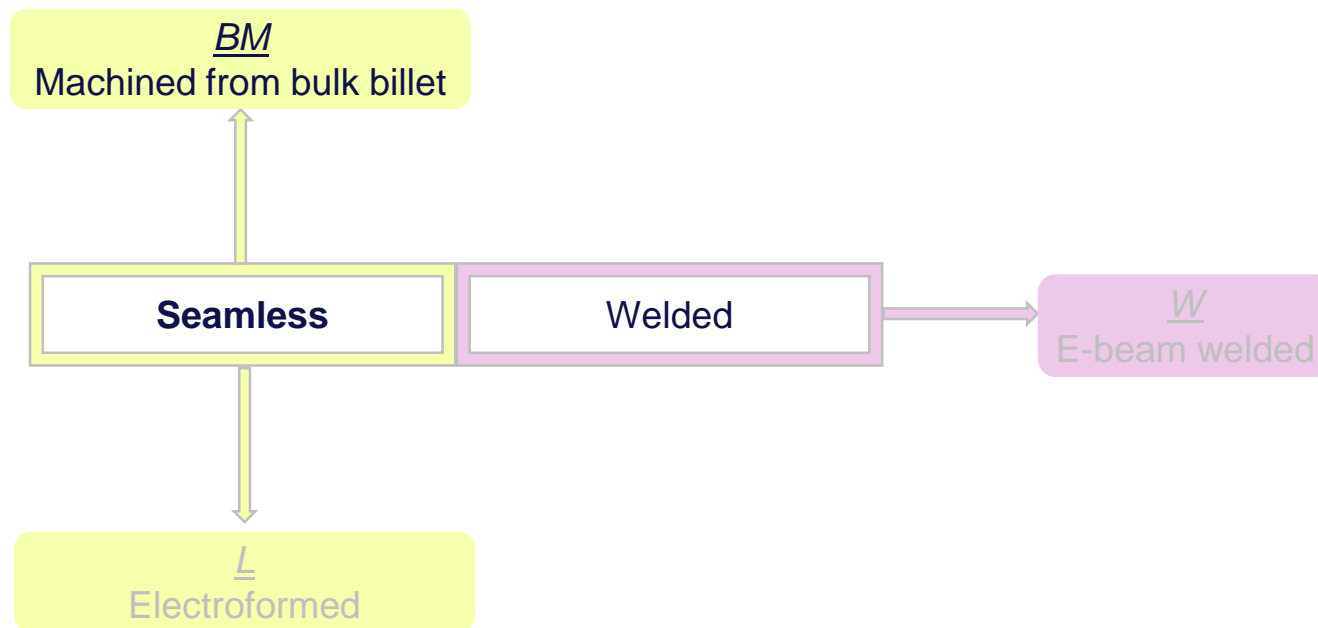 BM
Machined from bulk billet
Seamless
Welded
W
E-beam welded
L
Electroformed